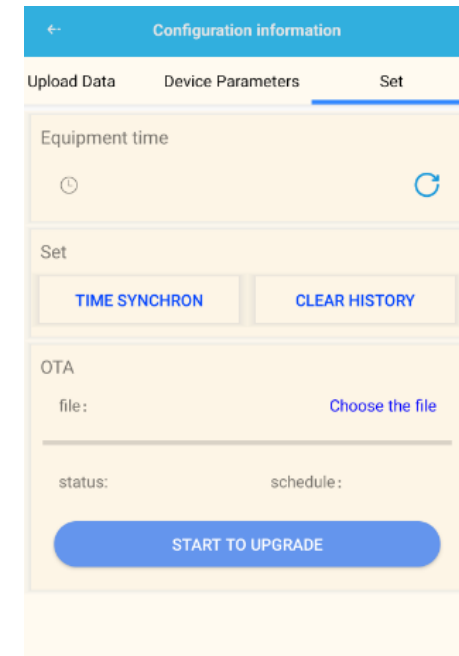 Configuration information
Upload Data Device Parameters Set
Equipment time
Set
TIME SYNCHRON CLEAR HISTORY
OTA
file: Choose the file
status: schedule:
START TO UPGRADE